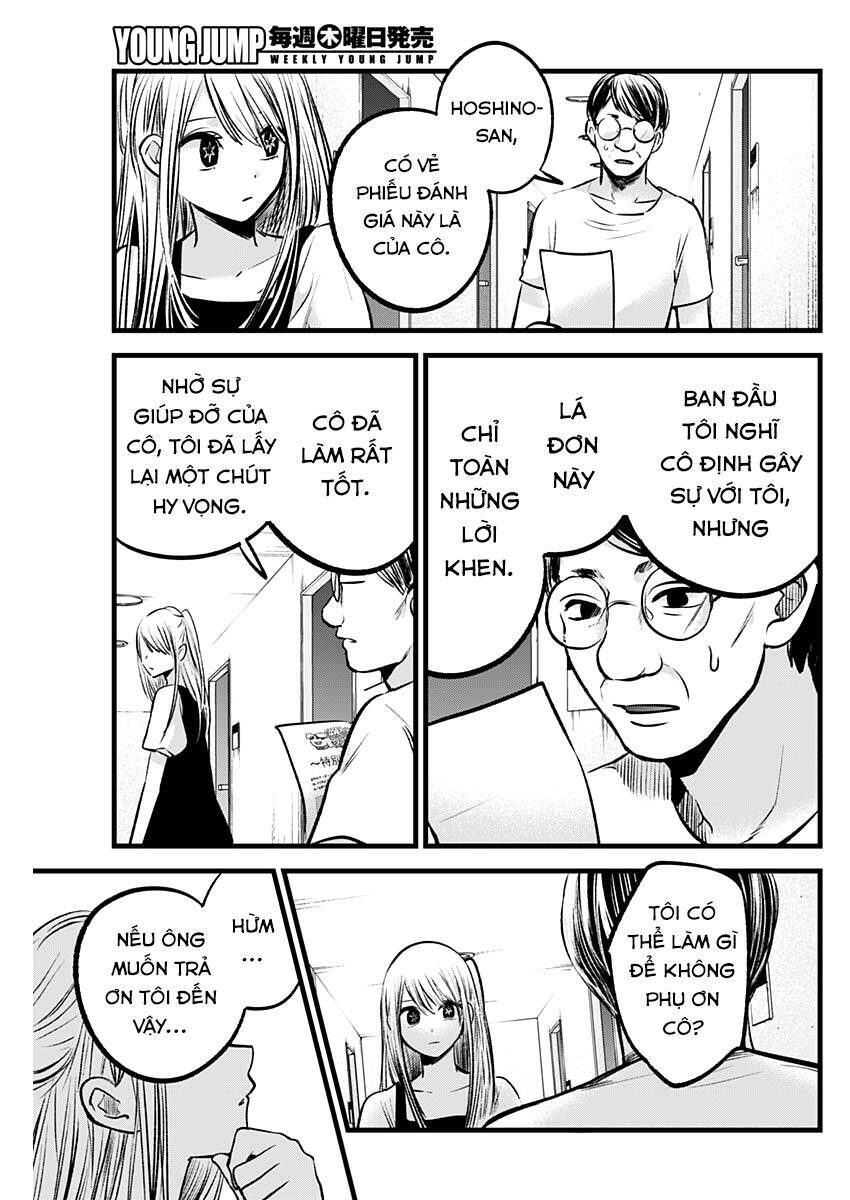 YOUNG JUMP 毎週木曜日発売
WEEKLY YOUNG JUMP
HOSHINO-
SAN,
CÓ VẺ
PHIẾU ĐÁNH
GIÁ NÀY LÀ
CỦA CÔ.
BAN ĐẦU
TÔI NGHĨ
CÔ ĐỊNH GÂY
SỰ VỚI TÔI,
NHƯNG
LÁ
ĐƠN
NÀY
CHỈ
TOÀN
NHỮNG
LỜI
KHEN.
CÔ ĐÃ
LÀM RẤT
TỐT.
NHỜ SỰ
GIÚP ĐỠ CỦA
CÔ, TÔI ĐÃ LẤY
LẠI MỘT CHÚT
HY VỌNG.
~特別
TÔI CÓ
THỂ LÀM GÌ
ĐỂ KHÔNG
PHỤ ƠN
CÔ?
HỪM
...
NẾU ÔNG
MUỐN TRẢ
ƠN TÔI ĐẾN
VẬY...